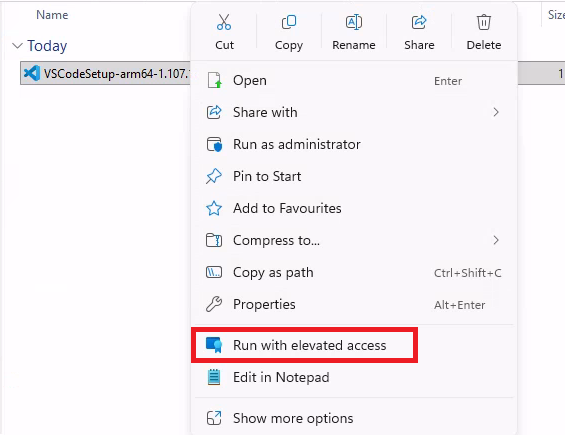 Name
Size
Cut Copy Rename Share Delete
Today
VSCodeSetup-arm64-1.107.
1
Open Enter
Share with
Run as administrator
Pin to Start
Add to Favourites
Compress to...
Copy as path Ctrl+Shift+C
Properties Alt+Enter
Run with elevated access
Edit in Notepad
Show more options